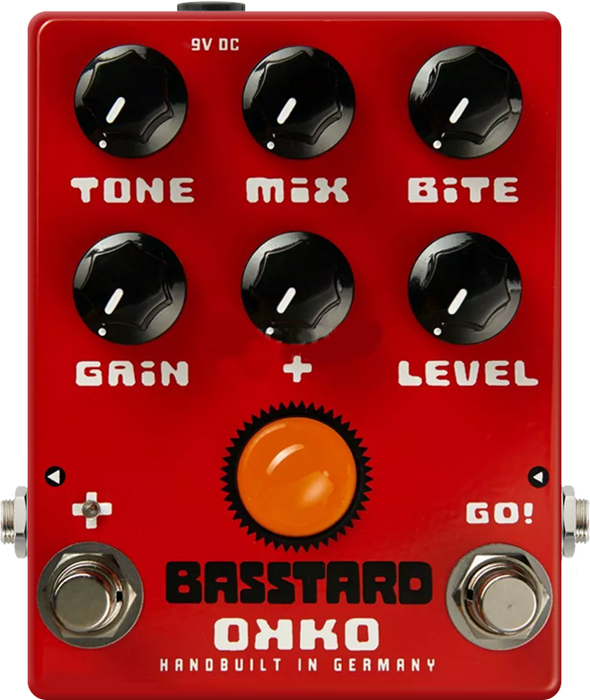 9V DC
TONE MiX BiTE
GAiN + LEVEL
+ GO!
BASSTARD
OKKO
HANDBUILT IN GERMANY